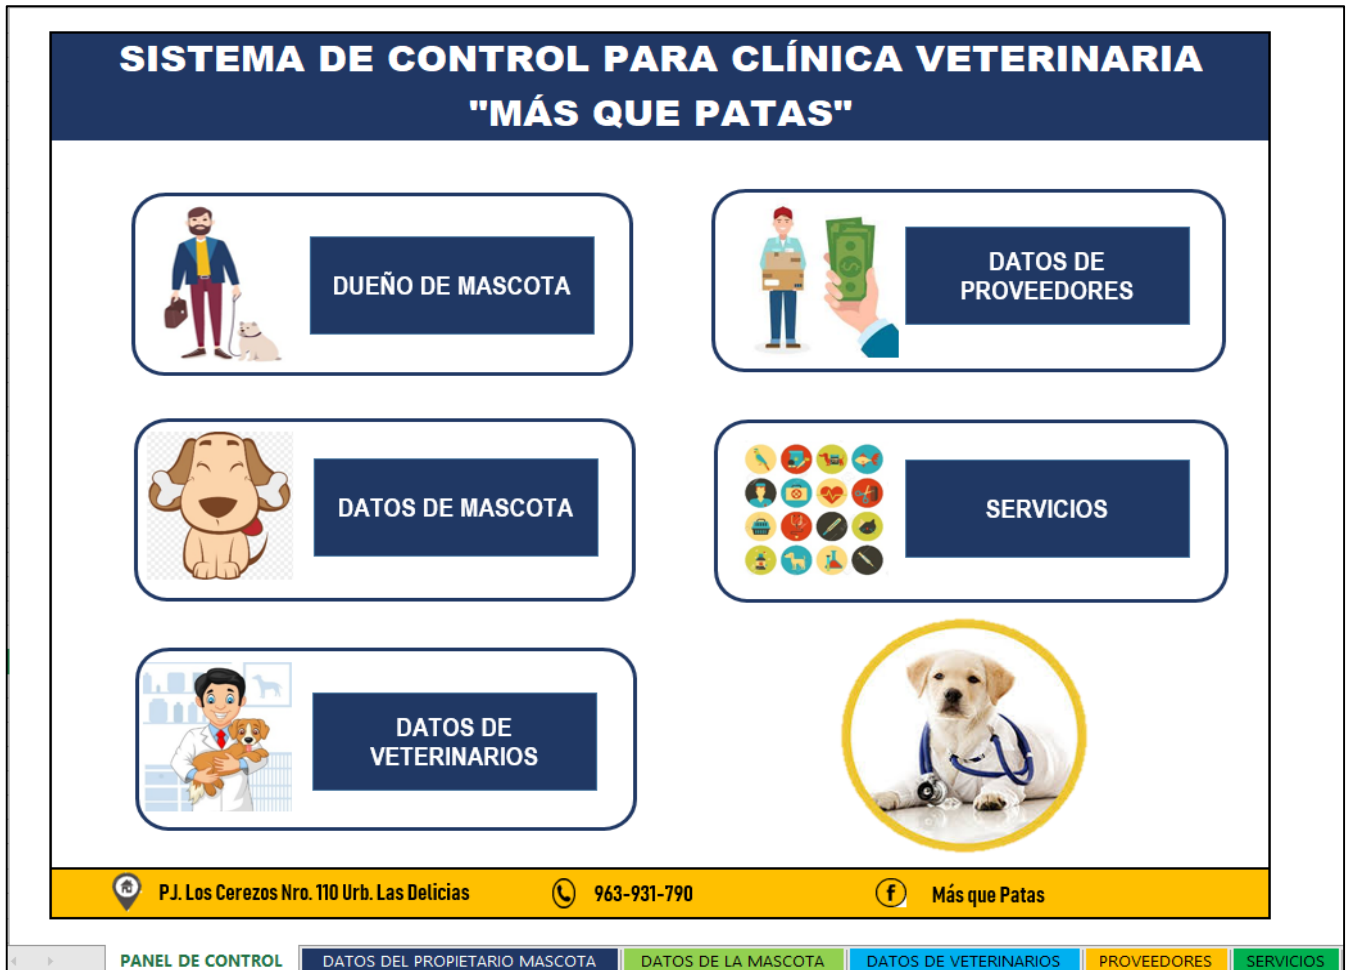 SISTEMA DE CONTROL PARA CLÍNICA VETERINARIA
"MÁS QUE PATAS"
DUEÑO DE MASCOTA
DATOS DE
PROVEEDORES
DATOS DE MASCOTA
SERVICIOS
DATOS DE
VETERINARIOS
P.J. Los Cerezos Nro. 110 Urb. Las Delicias
963-931-790
f
Más que Patas
PANEL DE CONTROL
DATOS DEL PROPIETARIO MASCOTA
DATOS DE LA MASCOTA
DATOS DE VETERINARIOS
PROVEEDORES
SERVICIOS